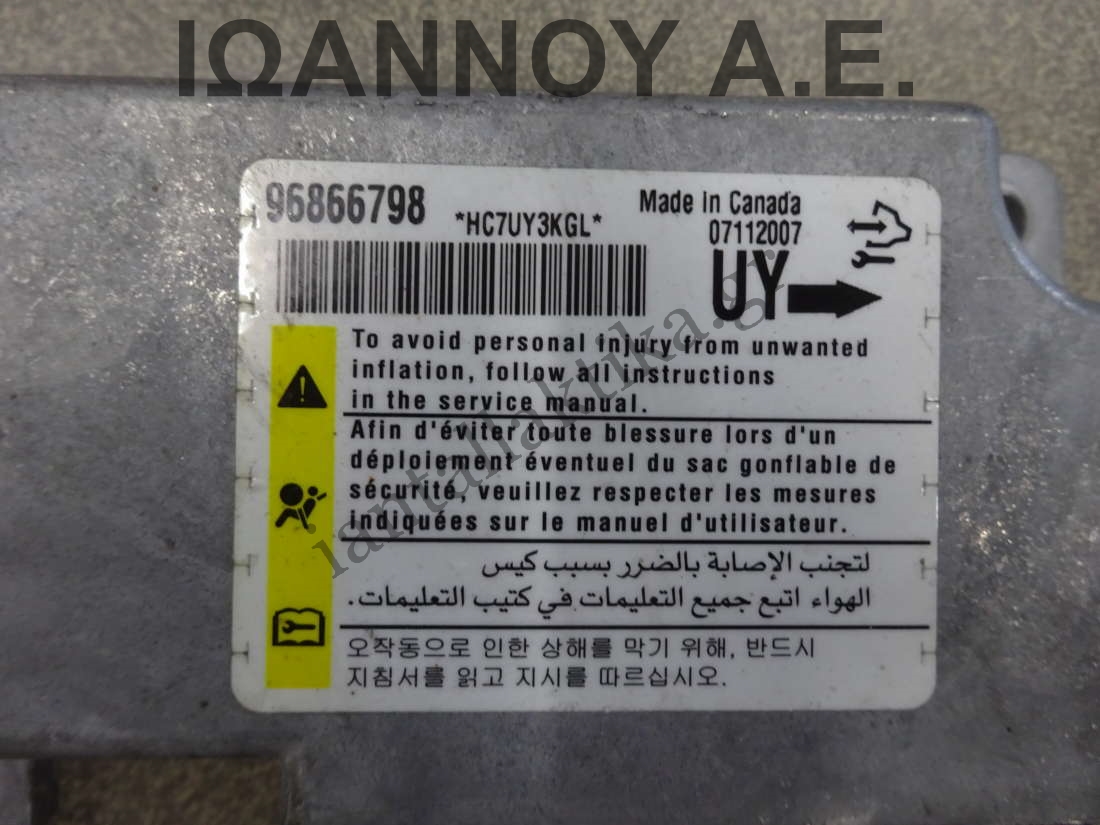 ΙΩΑΝΝΟΥ Α.Ε.
96866798
*HC7UY3KGL*
Made In Canada
07112007
UY
To avoid personal injury from unwanted
inflation, follow all instructions
in the service manual.
Afin d'éviter toute blessure lors d'un
déploiement éventuel du sac gonflable de
sécurité, veuillez respecter les mesures
indiquées sur le manuel d'utilisateur.
لتجنب الإصابة بالضرر بسبب كيس
الهواء اتبع جميع التعليمات في كتيب التعليمات.
오작동으로 인한 상해를 막기 위해, 반드시
지침서를 읽고 지시를 따르십시오.
iantallaktika.gr